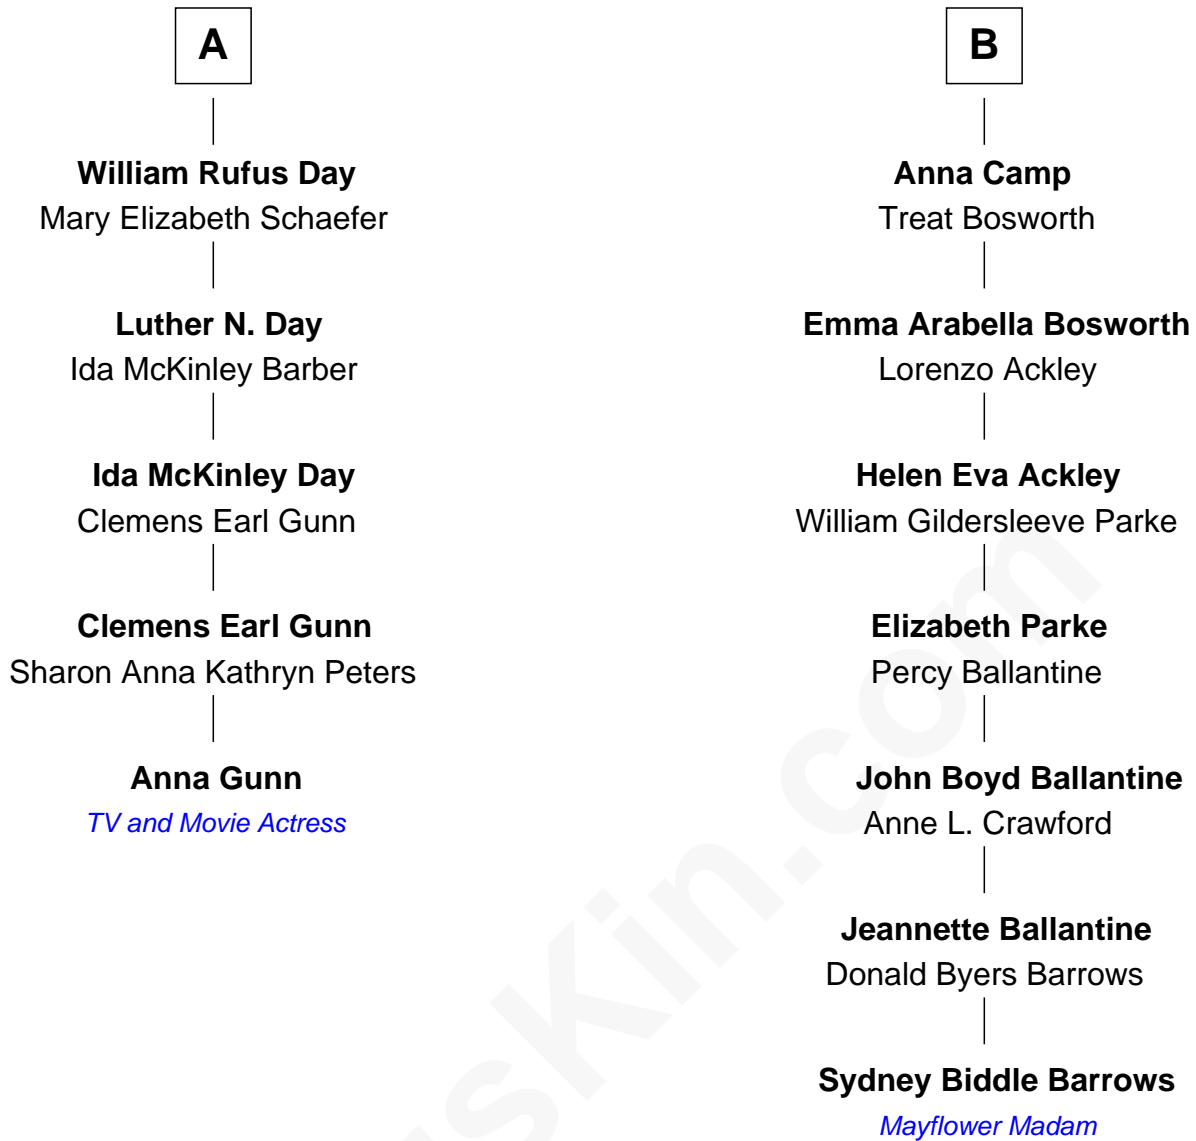 A
William Rufus Day
Mary Elizabeth Schaefer
Luther N. Day
Ida McKinley Barber
Ida McKinley Day
Clemens Earl Gunn
Clemens Earl Gunn
Sharon Anna Kathryn Peters
Anna Gunn
TV and Movie Actress
B
Anna Camp
Treat Bosworth
Emma Arabella Bosworth
Lorenzo Ackley
Helen Eva Ackley
William Gildersleeve Parke
Elizabeth Parke
Percy Ballantine
John Boyd Ballantine
Anne L. Crawford
Jeannette Ballantine
Donald Byers Barrows
Sydney Biddle Barrows
Mayflower Madam
sKin.com